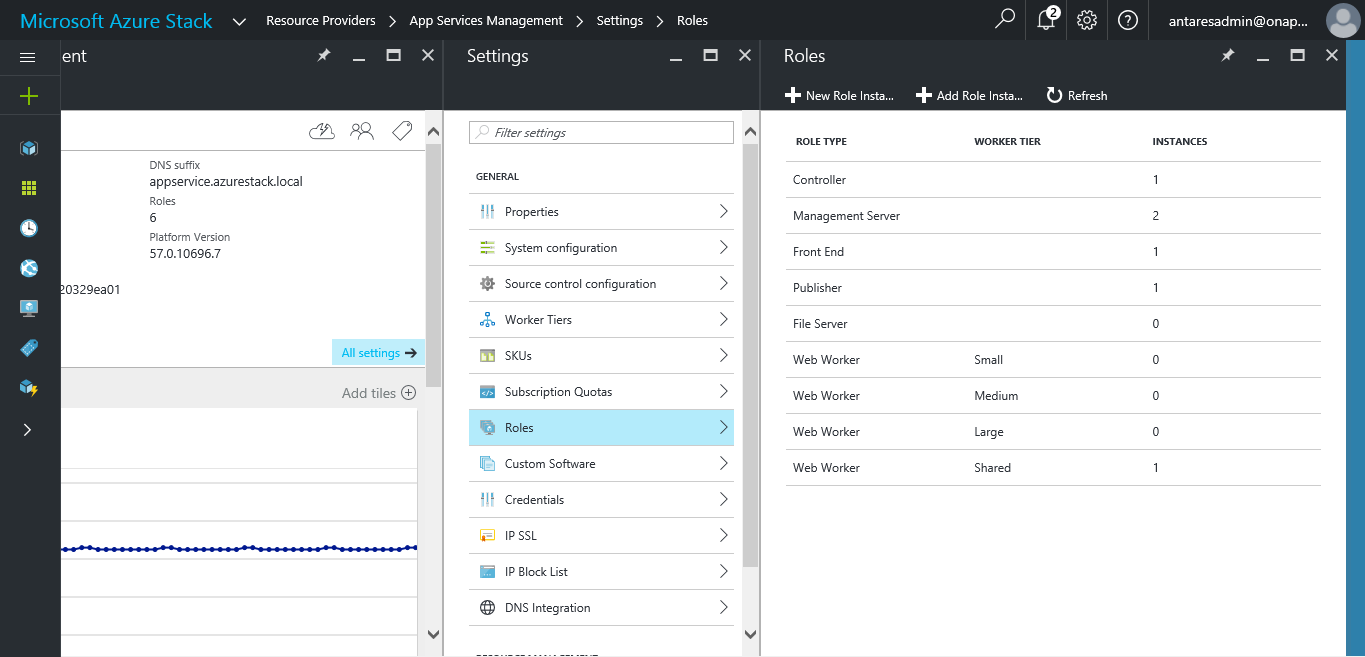 Microsoft Azure Stack Resource Providers App Services Management Settings Roles 2 antaresadmin@onap...
ent
DNS suffix
appservice.azurestack.local
Roles
6
Platform Version
57.0.10696.7
20329ea01
All settings
Add tiles
Settings
Filter settings
GENERAL
Properties
System configuration
Source control configuration
Worker Tiers
SKUs
Subscription Quotas
Roles
Custom Software
Credentials
IP SSL
IP Block List
DNS Integration
RESOURCE MANAGEMENT
Roles
New Role Insta... Add Role Insta... Refresh
ROLE TYPE WORKER TIER INSTANCES
Controller 1
Management Server 2
Front End 1
Publisher 1
File Server 0
Web Worker Small 0
Web Worker Medium 0
Web Worker Large 0
Web Worker Shared 1